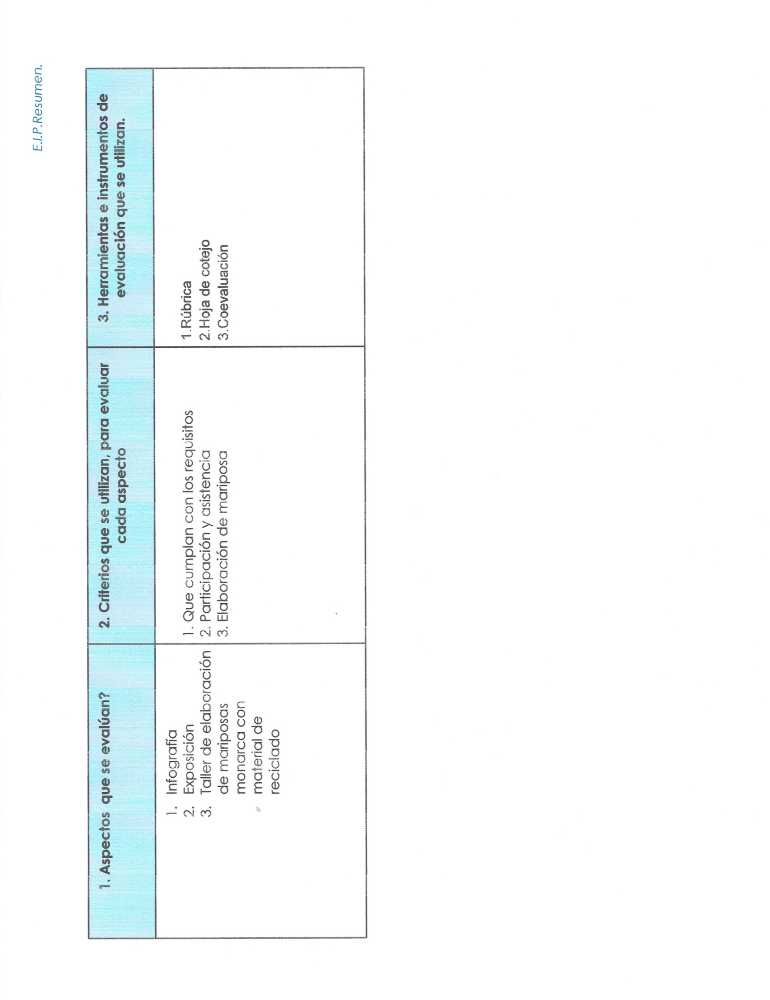 E.I.P.Resumen.
1. Aspectos que se evalúan?
2. Criterios que se utilizan, para evaluar
cada aspecto
3. Herramientas e instrumentos de
evaluación que se utilizan.
1. Infografía
2. Exposición
3. Taller de elaboración
de mariposas
monarca con
material de
reciclado
1. Que cumplan con los requisitos
2. Participación y asistencia
3. Elaboración de mariposa
1.Rúbrica
2.Hoja de cotejo
3.Coevaluación